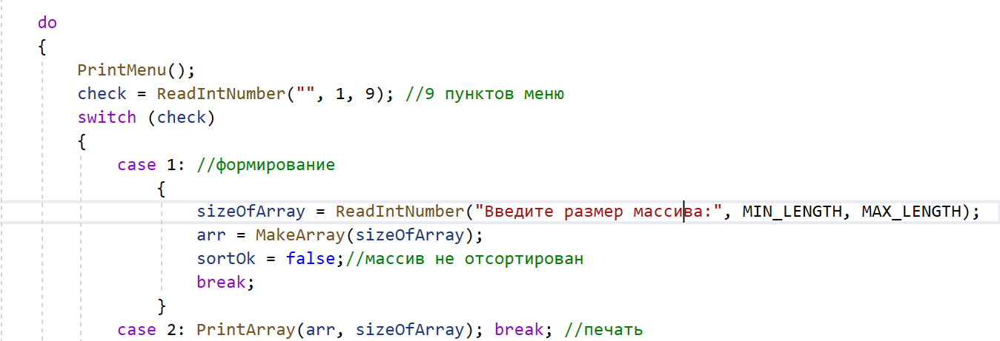 do
{
PrintMenu();
check = ReadIntNumber("", 1, 9); //9 пунктов меню
switch (check)
{
case 1: //формирование
{
sizeOfArray = ReadIntNumber("Введите размер массива:", MIN_LENGTH, MAX_LENGTH);
arr = MakeArray(sizeOfArray);
sortOk = false;//массив не отсортирован
break;
}
case 2: PrintArray(arr, sizeOfArray); break; //печать